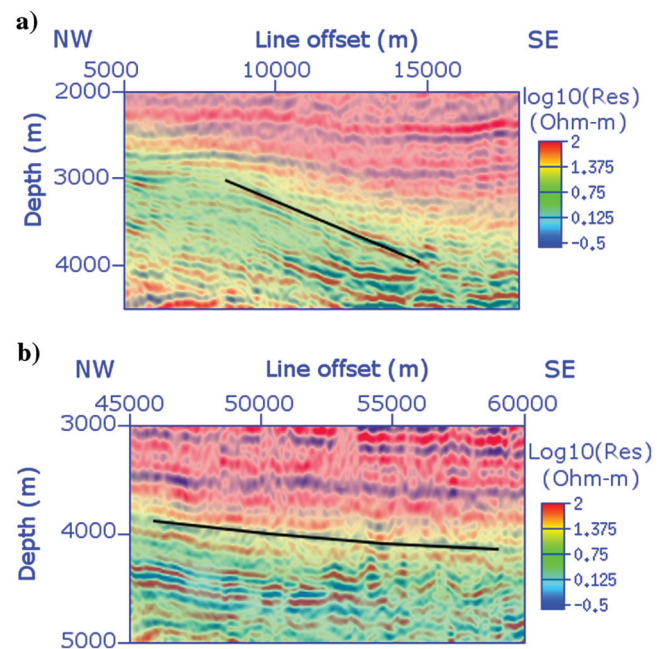 a)
NW Line offset (m) SE
5000 10000 15000
2000
3000
4000
Depth (m)
log10(Res)
(Ohm-m)
2
1.375
0.75
0.125
-0.5
b)
NW Line offset (m) SE
45000 50000 55000 60000
3000
4000
5000
Depth (m)
Log10(Res)
(Ohm-m)
2
1.375
0.75
0.125
-0.5